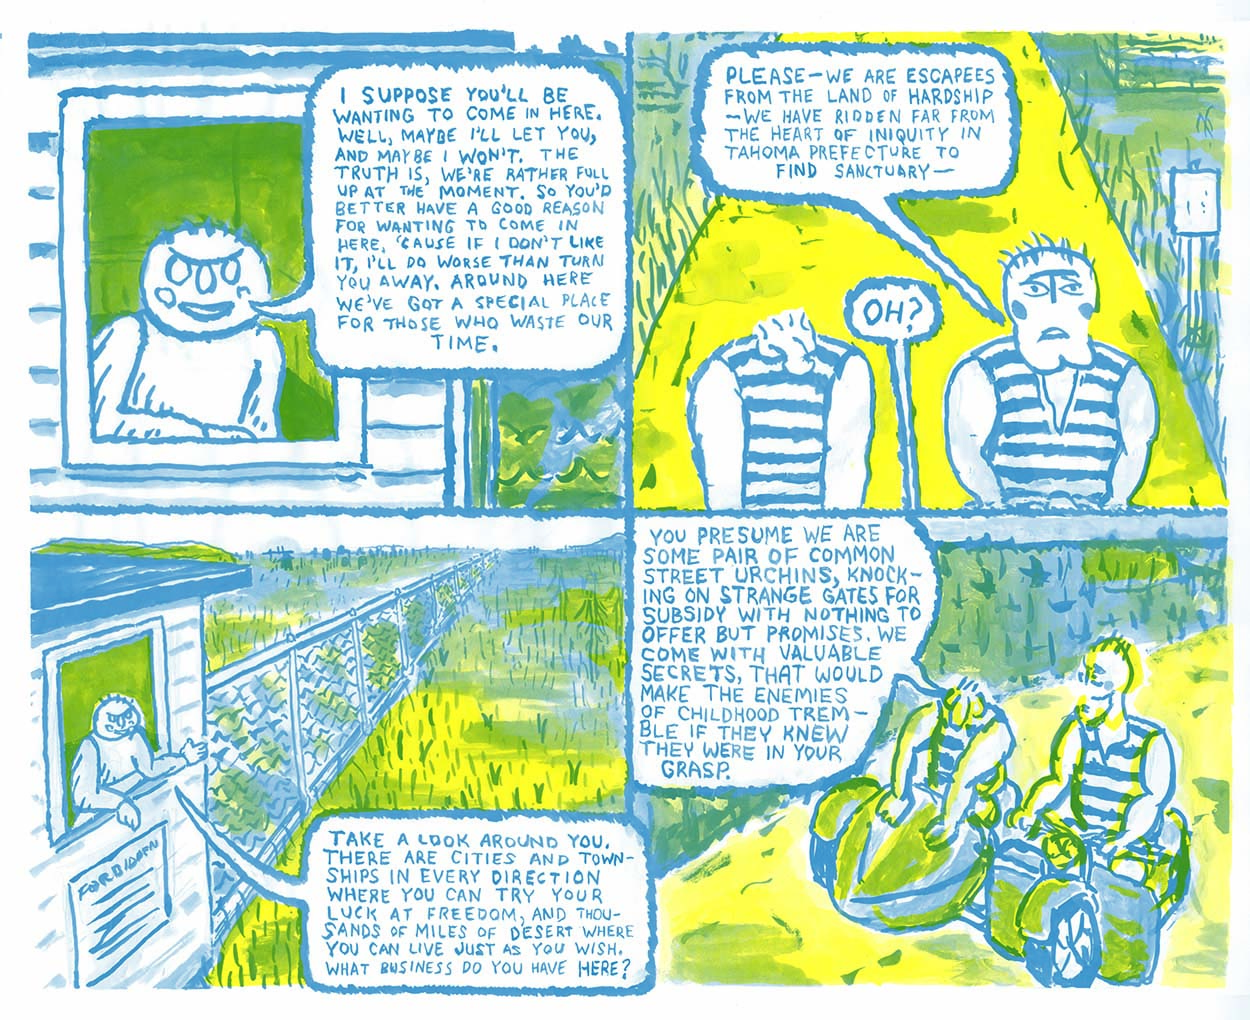 I SUPPOSE YOU'LL BE
WANTING TO COME IN HERE.
WELL, MAYBE I'LL LET YOU,
AND MAYBE I WON'T. THE
TRUTH IS, WE'RE RATHER FULL
UP AT THE MOMENT. SO YOU'D
BETTER HAVE A GOOD REASON
FOR WANTING TO COME IN
HERE, 'CAUSE IF I DON'T LIKE
IT, I'LL DO WORSE THAN TURN
YOU AWAY. AROUND HERE
WE'VE GOT A SPECIAL PLACE
FOR THOSE WHO WASTE OUR
TIME.
PLEASE—WE ARE ESCAPEES
FROM THE LAND OF HARDSHIP
—WE HAVE RIDDEN FAR FROM
THE HEART OF INIQUITY IN
TAHOMA PREFECTURE TO
FIND SANCTUARY—
OH?
TAKE A LOOK AROUND YOU.
THERE ARE CITIES AND TOWN-
SHIPS IN EVERY DIRECTION
WHERE YOU CAN TRY YOUR
LUCK AT FREEDOM, AND THOU-
SANDS OF MILES OF DESERT WHERE
YOU CAN LIVE JUST AS YOU WISH.
WHAT BUSINESS DO YOU HAVE HERE?
FORBIDDEN
YOU PRESUME WE ARE
SOME PAIR OF COMMON
STREET URCHINS, KNOCK-
ING ON STRANGE GATES FOR
SUBSIDY WITH NOTHING TO
OFFER BUT PROMISES. WE
COME WITH VALUABLE
SECRETS, THAT WOULD
MAKE THE ENEMIES
OF CHILDHOOD TREM-
BLE IF THEY KNEW
THEY WERE IN YOUR
GRASP.